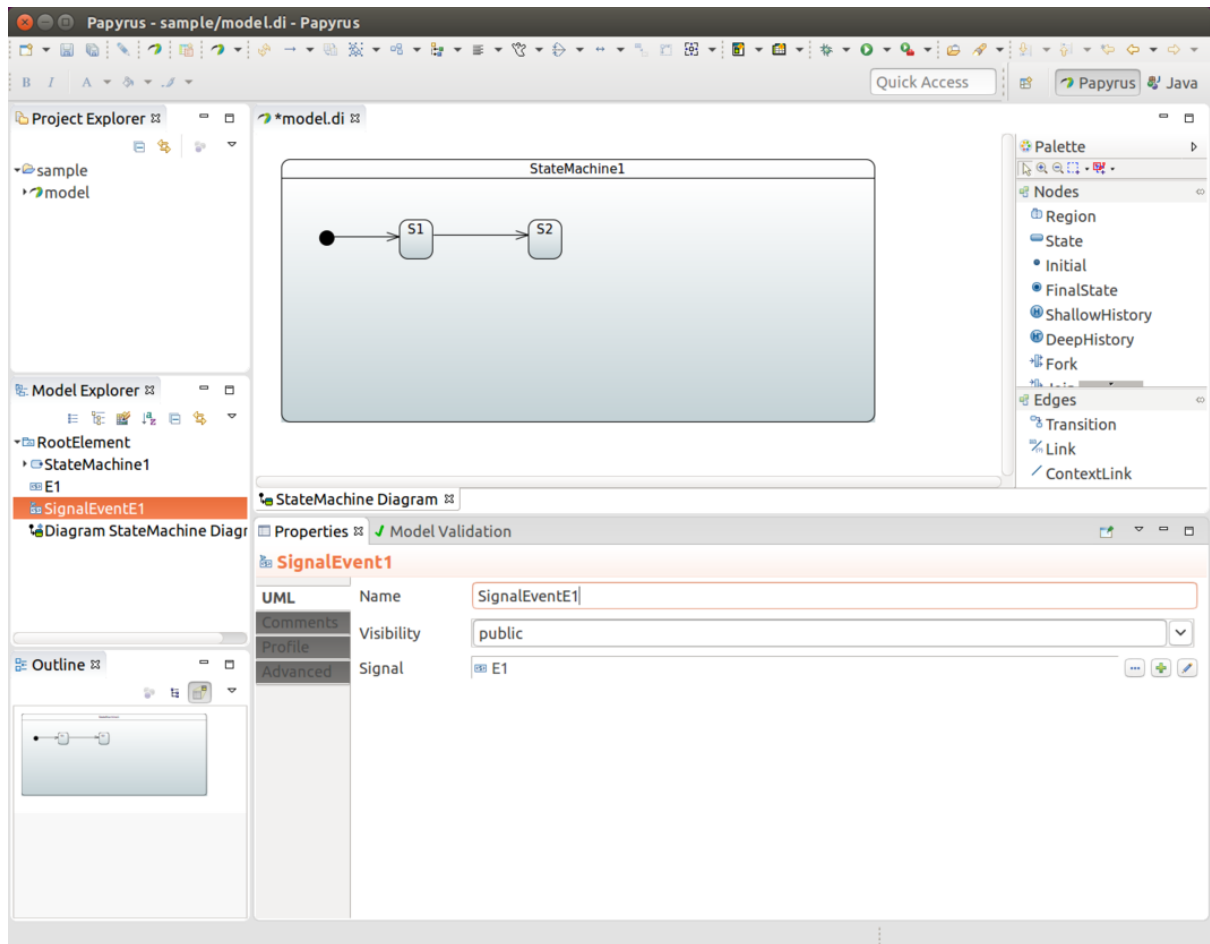 Papyrus - sample/model.di - Papyrus
B I A
Quick Access
Papyrus
Java
Project Explorer
sample
model
*model.di
StateMachine1
S1
S2
Palette
Nodes
Region
State
Initial
FinalState
ShallowHistory
DeepHistory
Fork
Edges
Transition
Link
ContextLink
Model Explorer
RootElement
StateMachine1
E1
SignalEventE1
Diagram StateMachine Diagr
StateMachine Diagram
Properties
Model Validation
SignalEvent1
UML
Comments
Profile
Advanced
Name SignalEventE1
Visibility public
Signal E1
Outline